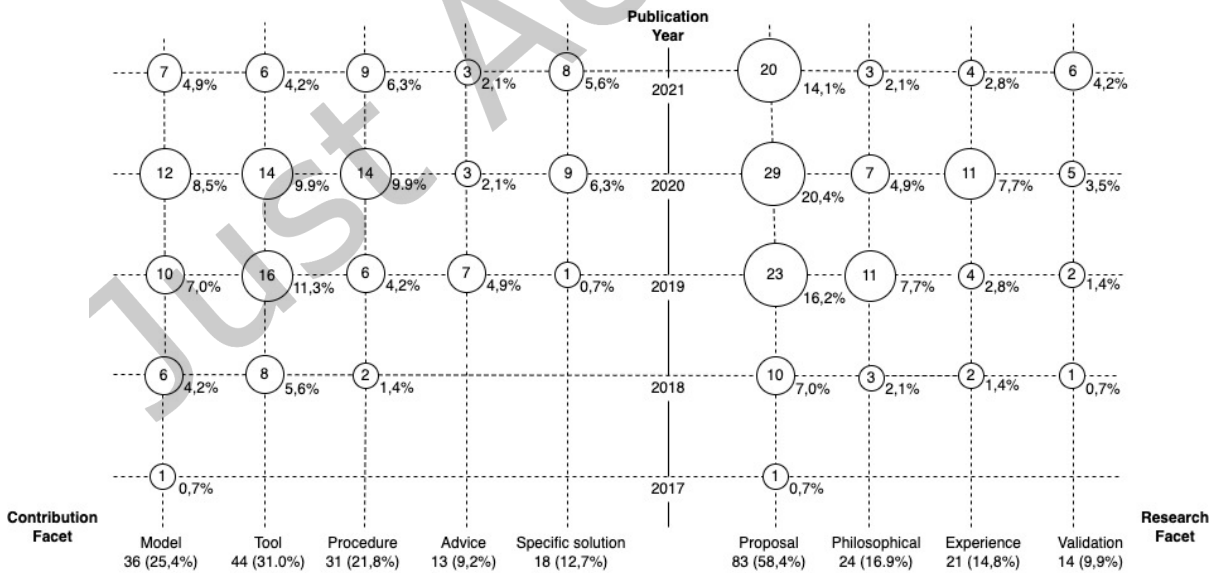 Just Ac
Publication
Year
7 4,9% 6 4,2% 9 6,3% 3 2,1% 8 5,6% 2021 20 14,1% 3 2,1% 4 2,8% 6 4,2%
12 8,5% 14 9.9% 14 9.9% 3 2,1% 9 6,3% 2020 29 20,4% 7 4,9% 11 7,7% 5 3,5%
10 7,0% 16 11,3% 6 4,2% 7 4,9% 1 0,7% 2019 23 16,2% 11 7,7% 4 2,8% 2 1,4%
6 4,2% 8 5,6% 2 1,4% 2018 10 7,0% 3 2,1% 2 1,4% 1 0,7%
1 0,7% 2017 1 0,7%
Contribution
Facet
Model Tool Procedure Advice Specific solution Proposal Philosophical Experience Validation
36 (25,4%) 44 (31.0%) 31 (21,8%) 13 (9,2%) 18 (12,7%) 83 (58,4%) 24 (16.9%) 21 (14,8%) 14 (9,9%)
Research
Facet